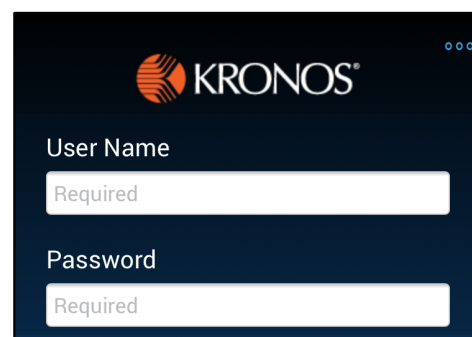 KRONOS®
User Name
Required
Password
Required